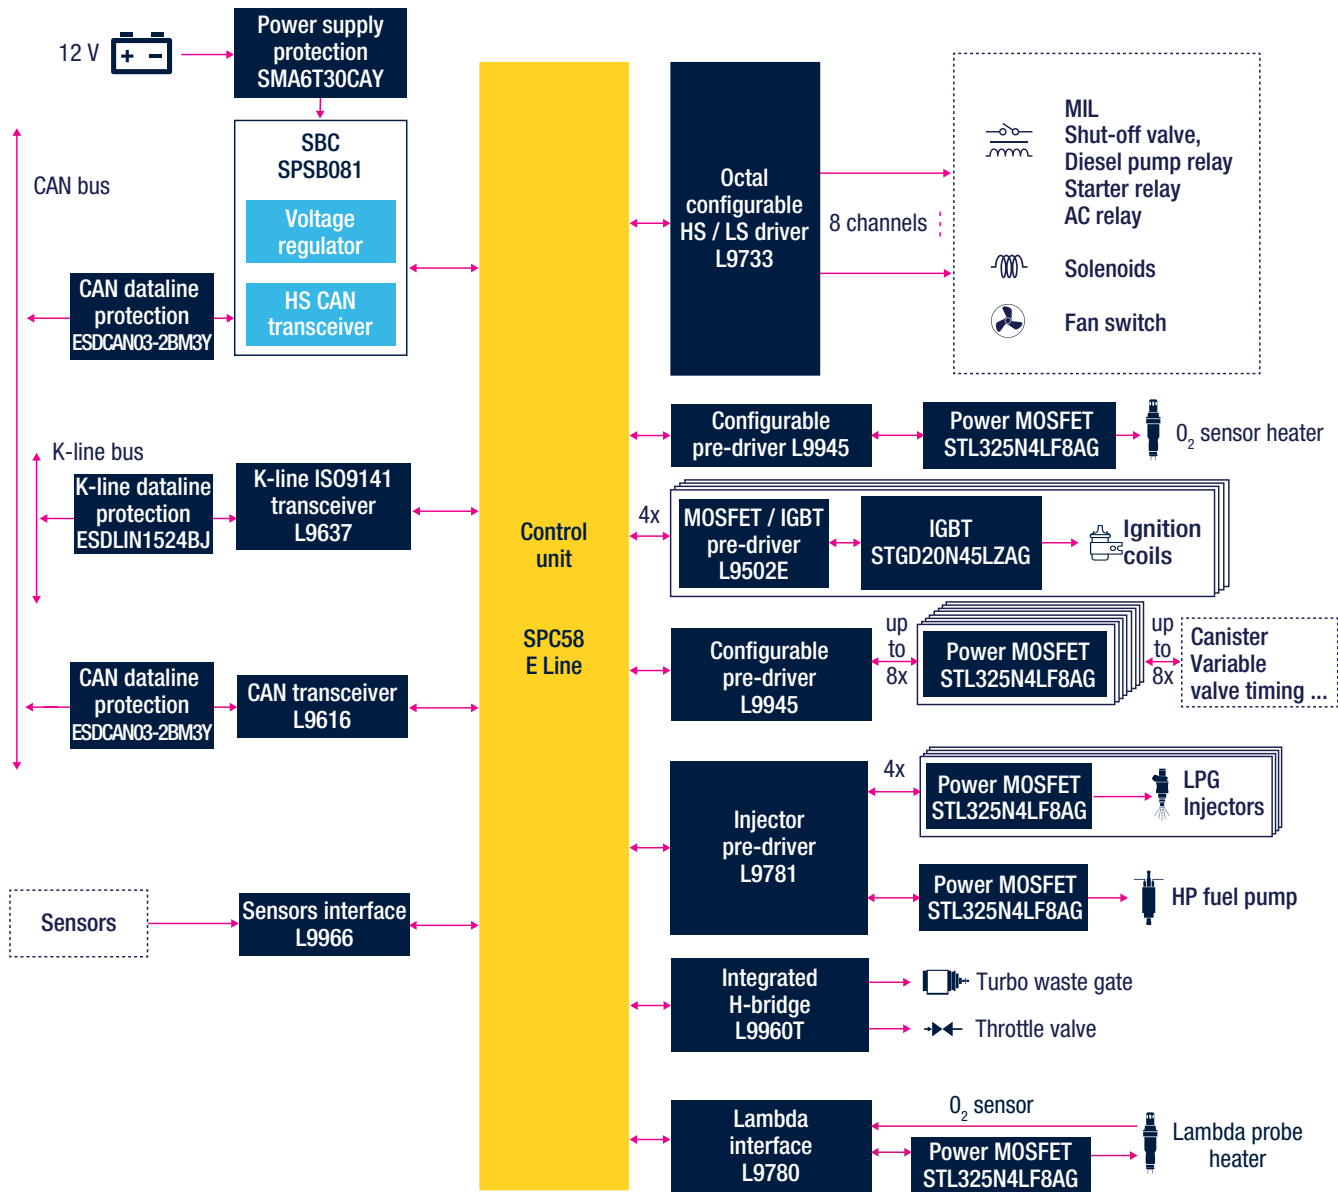 12 V
Power supply
protection
SMA6T30CAY
CAN bus
SBC
SPSB081
Voltage
regulator
HS CAN
transceiver
CAN dataline
protection
ESDCAN03-2BM3Y
K-line bus
K-line dataline
protection
ESDLIN1524BJ
K-line ISO9141
transceiver
L9637
CAN dataline
protection
ESDCAN03-2BM3Y
CAN transceiver
L9616
Sensors
Sensors interface
L9966
Control
unit
SPC58
E Line
Octal
configurable
HS / LS driver
L9733
8 channels
MIL
Shut-off valve,
Diesel pump relay
Starter relay
AC relay
Solenoids
Fan switch
Configurable
pre-driver L9945
Power MOSFET
STL325N4LF8AG
O2 sensor heater
4x
MOSFET / IGBT
pre-driver
L9502E
IGBT
STGD20N45LZAG
Ignition
coils
Configurable
pre-driver
L9945
up
to
8x
Power MOSFET
STL325N4LF8AG
up
to
8x
Canister
Variable
valve timing ...
Injector
pre-driver
L9781
4x
Power MOSFET
STL325N4LF8AG
LPG
Injectors
Power MOSFET
STL325N4LF8AG
HP fuel pump
Integrated
H-bridge
L9960T
Turbo waste gate
Throttle valve
Lambda
interface
L9780
O2 sensor
Power MOSFET
STL325N4LF8AG
Lambda probe
heater